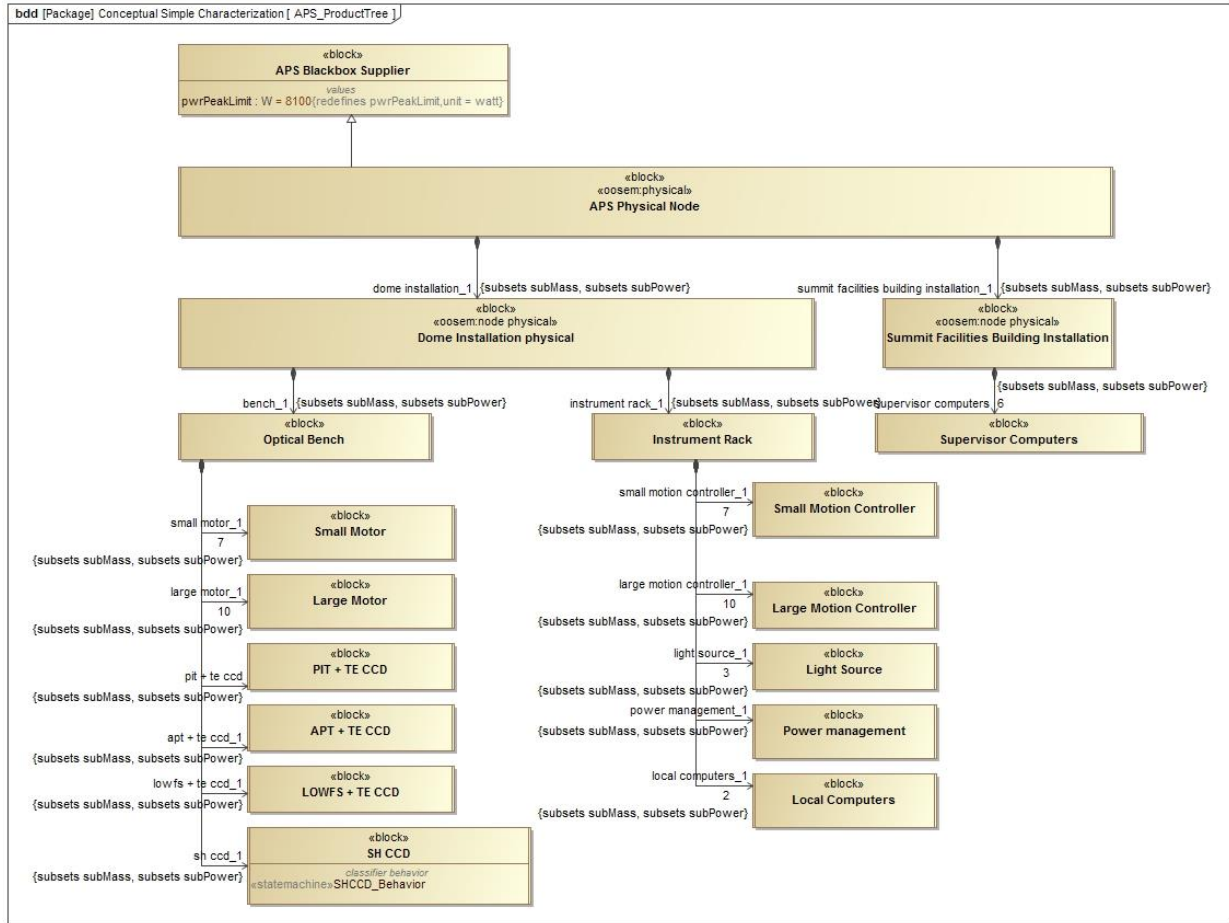 bdd [Package] Conceptual Simple Characterization [ APS_ProductTree ]
«block»
APS Blackbox Supplier
values
pwrPeakLimit : W = 8100{redefines pwrPeakLimit,unit = watt}
«block»
«oosem:physical»
APS Physical Node
dome installation_1 {subsets subMass, subsets subPower}
summit facilities building installation_1 {subsets subMass, subsets subPower}
«block»
«oosem:node physical»
Dome Installation physical
«block»
«oosem:node physical»
Summit Facilities Building Installation
bench_1 {subsets subMass, subsets subPower}
instrument rack_1 {subsets subMass, subsets subPower}
{subsets subMass, subsets subPower}
supervisor computers 6
«block»
Optical Bench
«block»
Instrument Rack
«block»
Supervisor Computers
small motor_1
7
{subsets subMass, subsets subPower}
«block»
Small Motor
large motor_1
10
{subsets subMass, subsets subPower}
«block»
Large Motor
pit + te ccd
{subsets subMass, subsets subPower}
«block»
PIT + TE CCD
apt + te ccd_1
{subsets subMass, subsets subPower}
«block»
APT + TE CCD
lowfs + te ccd_1
{subsets subMass, subsets subPower}
«block»
LOWFS + TE CCD
sh ccd_1
{subsets subMass, subsets subPower}
«block»
SH CCD
classifier behavior
«statemachine»SHCCD_Behavior
small motion controller_1
7
{subsets subMass, subsets subPower}
«block»
Small Motion Controller
large motion controller_1
10
{subsets subMass, subsets subPower}
«block»
Large Motion Controller
light source_1
3
{subsets subMass, subsets subPower}
«block»
Light Source
power management_1
{subsets subMass, subsets subPower}
«block»
Power management
local computers_1
2
{subsets subMass, subsets subPower}
«block»
Local Computers